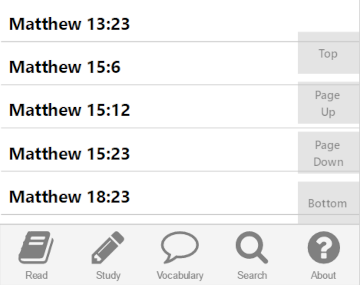 Matthew 13:23
Top
Matthew 15:6
Page
Up
Matthew 15:12
Page
Down
Matthew 15:23
Matthew 18:23
Bottom
Read
Study
Vocabulary
Search
About